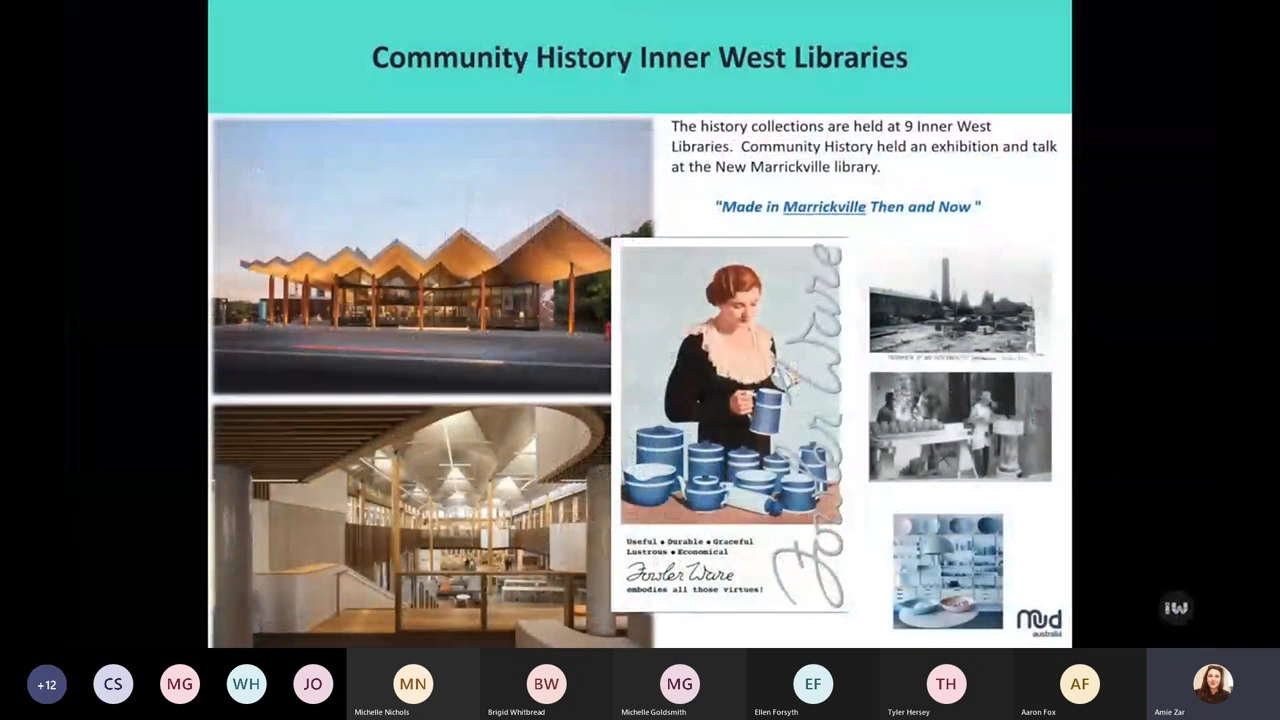 Community History Inner West Libraries
The history collections are held at 9 Inner West
Libraries. Community History held an exhibition and talk
at the New Marrickville library.
"Made in Marrickville Then and Now "
Fowler Ware
Useful • Durable • Graceful
Lustrous • Economical
Fowler Ware
embodies all those virtues!
mud
australia
iw
+12
CS
MG
WH
JO
MN
BW
MG
EF
TH
AF
Michelle Nichols
Brigid Whitbread
Michelle Goldsmith
Ellen Forsyth
Tyler Hersey
Aaron Fox
Amie Zar